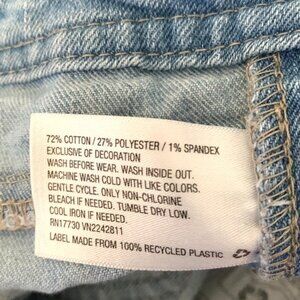 72% COTTON / 27% POLYESTER / 1% SPANDEX
EXCLUSIVE OF DECORATION
WASH BEFORE WEAR. WASH INSIDE OUT.
MACHINE WASH COLD WITH LIKE COLORS.
GENTLE CYCLE. ONLY NON-CHLORINE
BLEACH IF NEEDED. TUMBLE DRY LOW.
COOL IRON IF NEEDED.
RN17730 VN2242811
LABEL MADE FROM 100% RECYCLED PLASTIC